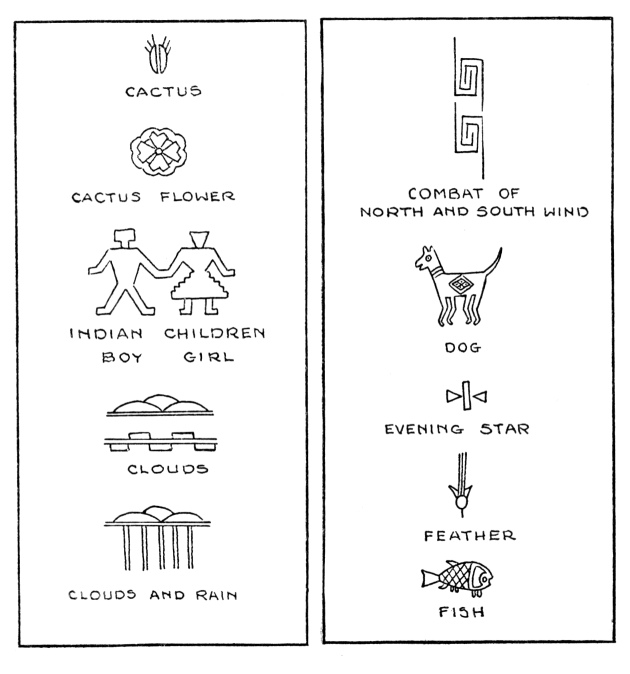 CACTUS
CACTUS FLOWER
INDIAN CHILDREN
BOY GIRL
CLOUDS
CLOUDS AND RAIN
COMBAT OF
NORTH AND SOUTH WIND
DOG
EVENING STAR
FEATHER
FISH